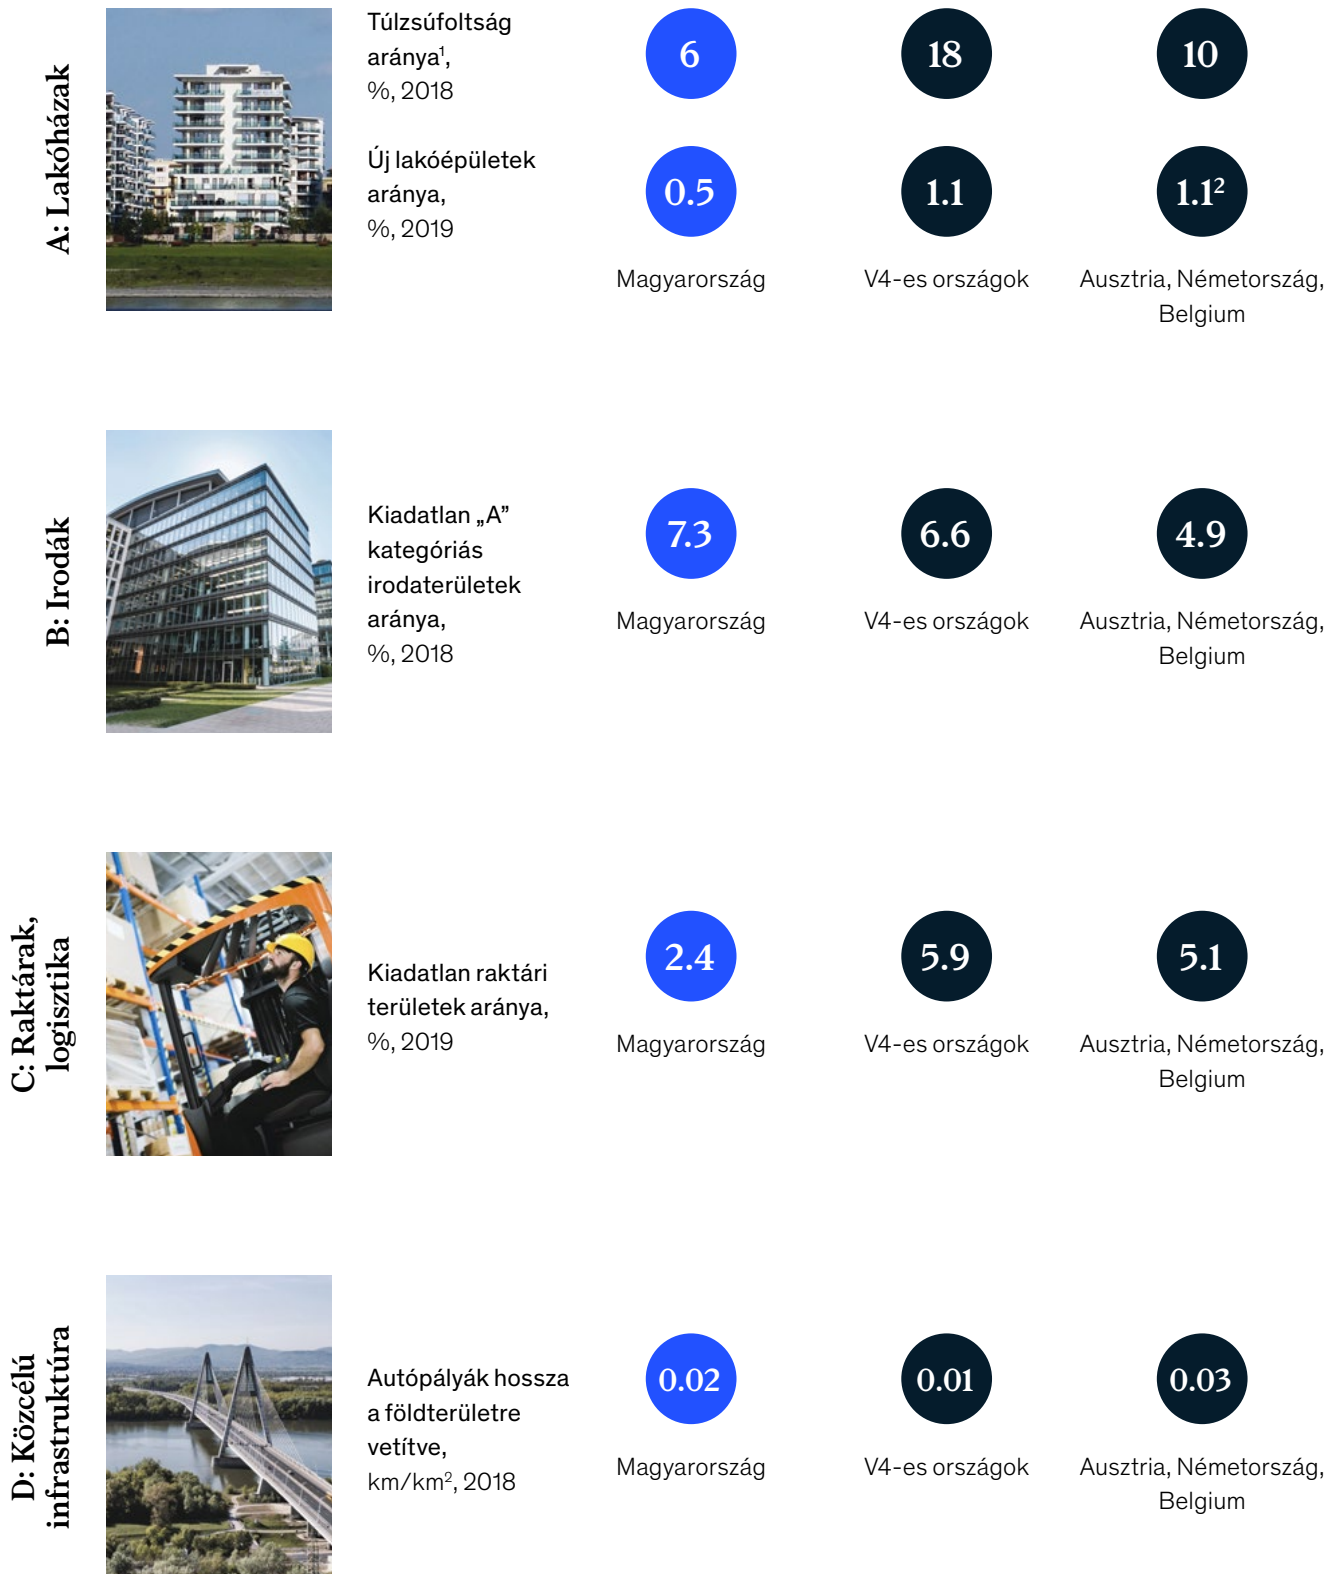 A: Lakóházak
Túlzsúfoltság
aránya¹,
%, 2018
6
18
10
Új lakóépületek
aránya,
%, 2019
0.5
1.1
1.1²
Magyarország
V4-es országok
Ausztria, Németország,
Belgium
B: Irodák
Kiadatlan „A”
kategóriás
irodaterületek
aránya,
%, 2018
7.3
6.6
4.9
Magyarország
V4-es országok
Ausztria, Németország,
Belgium
C: Raktárak,
logisztika
Kiadatlan raktári
területek aránya,
%, 2019
2.4
5.9
5.1
Magyarország
V4-es országok
Ausztria, Németország,
Belgium
D: Közcélú
infrastruktúra
Autópályák hossza
a földterületre
vetítve,
km/km², 2018
0.02
0.01
0.03
Magyarország
V4-es országok
Ausztria, Németország,
Belgium